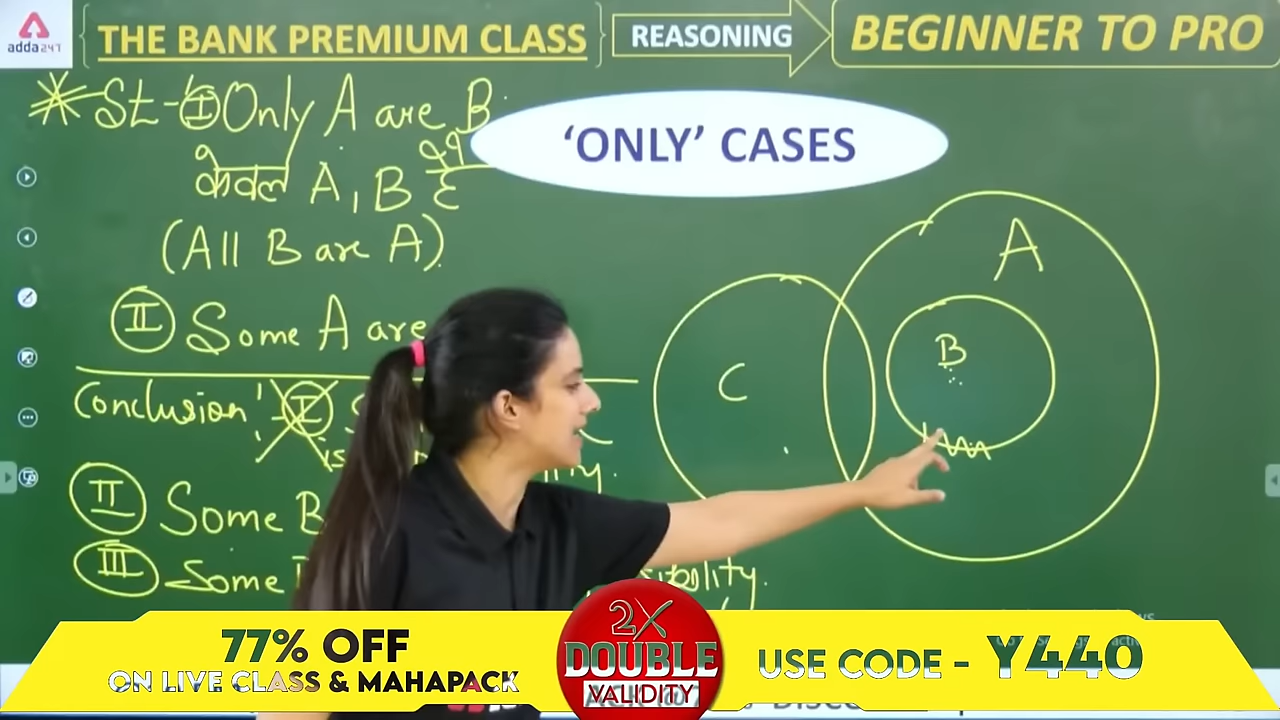 adda247
THE BANK PREMIUM CLASS
REASONING
BEGINNER TO PRO
'ONLY' CASES
St - I Only A are B
केवल A, B है
(All B are A)
II Some A are
Conclusion I
II Some B
III Some
A
B
C
77% OFF
ON LIVE CLASS & MAHAPACK
2X
DOUBLE
VALIDITY
USE CODE - Y440